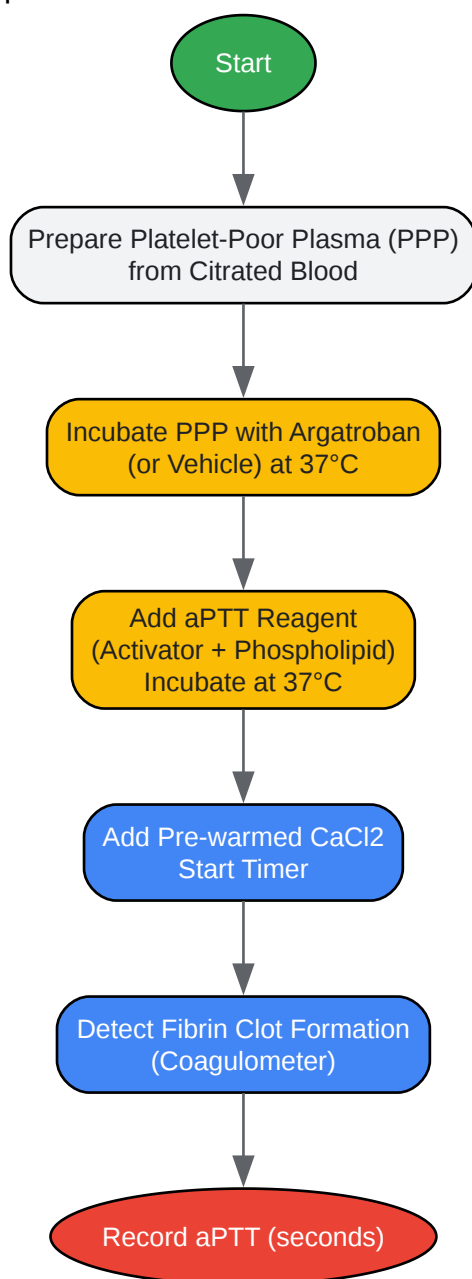 Start
Prepare Platelet-Poor Plasma (PPP)
from Citrated Blood
Incubate PPP with Argatroban
(or Vehicle) at 37°C
Add aPTT Reagent
(Activator + Phospholipid)
Incubate at 37°C
Add Pre-warmed CaCl2
Start Timer
Detect Fibrin Clot Formation
(Coagulometer)
Record aPTT (seconds)